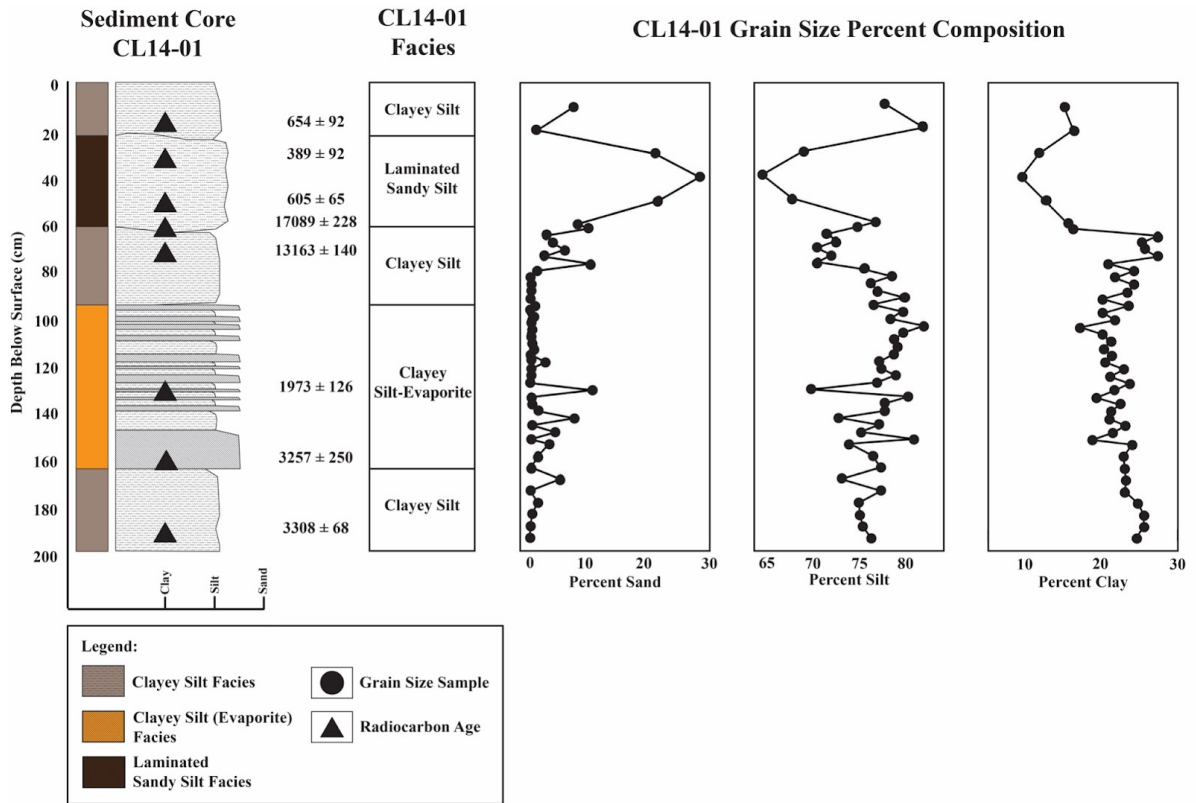 Sediment Core
CL14-01
CL14-01
Facies
CL14-01 Grain Size Percent Composition
Depth Below Surface (cm)
0
20
40
60
80
100
120
140
160
180
200
654 ± 92
389 ± 92
605 ± 65
17089 ± 228
13163 ± 140
1973 ± 126
3257 ± 250
3308 ± 68
Clay
Silt
Sand
Clayey Silt
Laminated
Sandy Silt
Clayey Silt
Clayey
Silt-Evaporite
Clayey Silt
0 10 20 30
Percent Sand
65 70 75 80
Percent Silt
10 20 30
Percent Clay
Legend:
Clayey Silt Facies
Clayey Silt (Evaporite)
Facies
Laminated
Sandy Silt Facies
Grain Size Sample
Radiocarbon Age